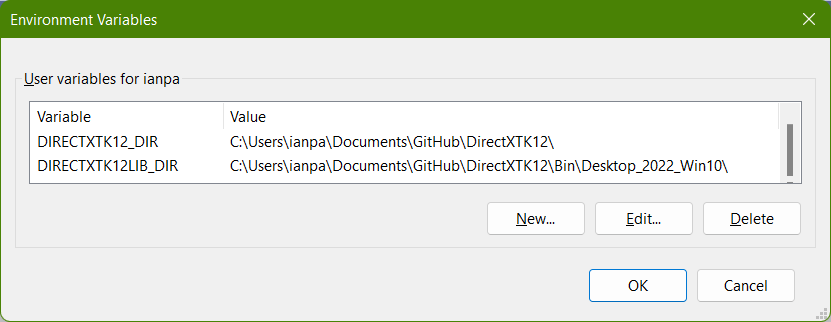 Environment Variables
User variables for ianpa
Variable Value
DIRECTXTK12_DIR C:\Users\ianpa\Documents\GitHub\DirectXTK12\
DIRECTXTK12LIB_DIR C:\Users\ianpa\Documents\GitHub\DirectXTK12\Bin\Desktop_2022_Win10\
New... Edit... Delete
OK Cancel